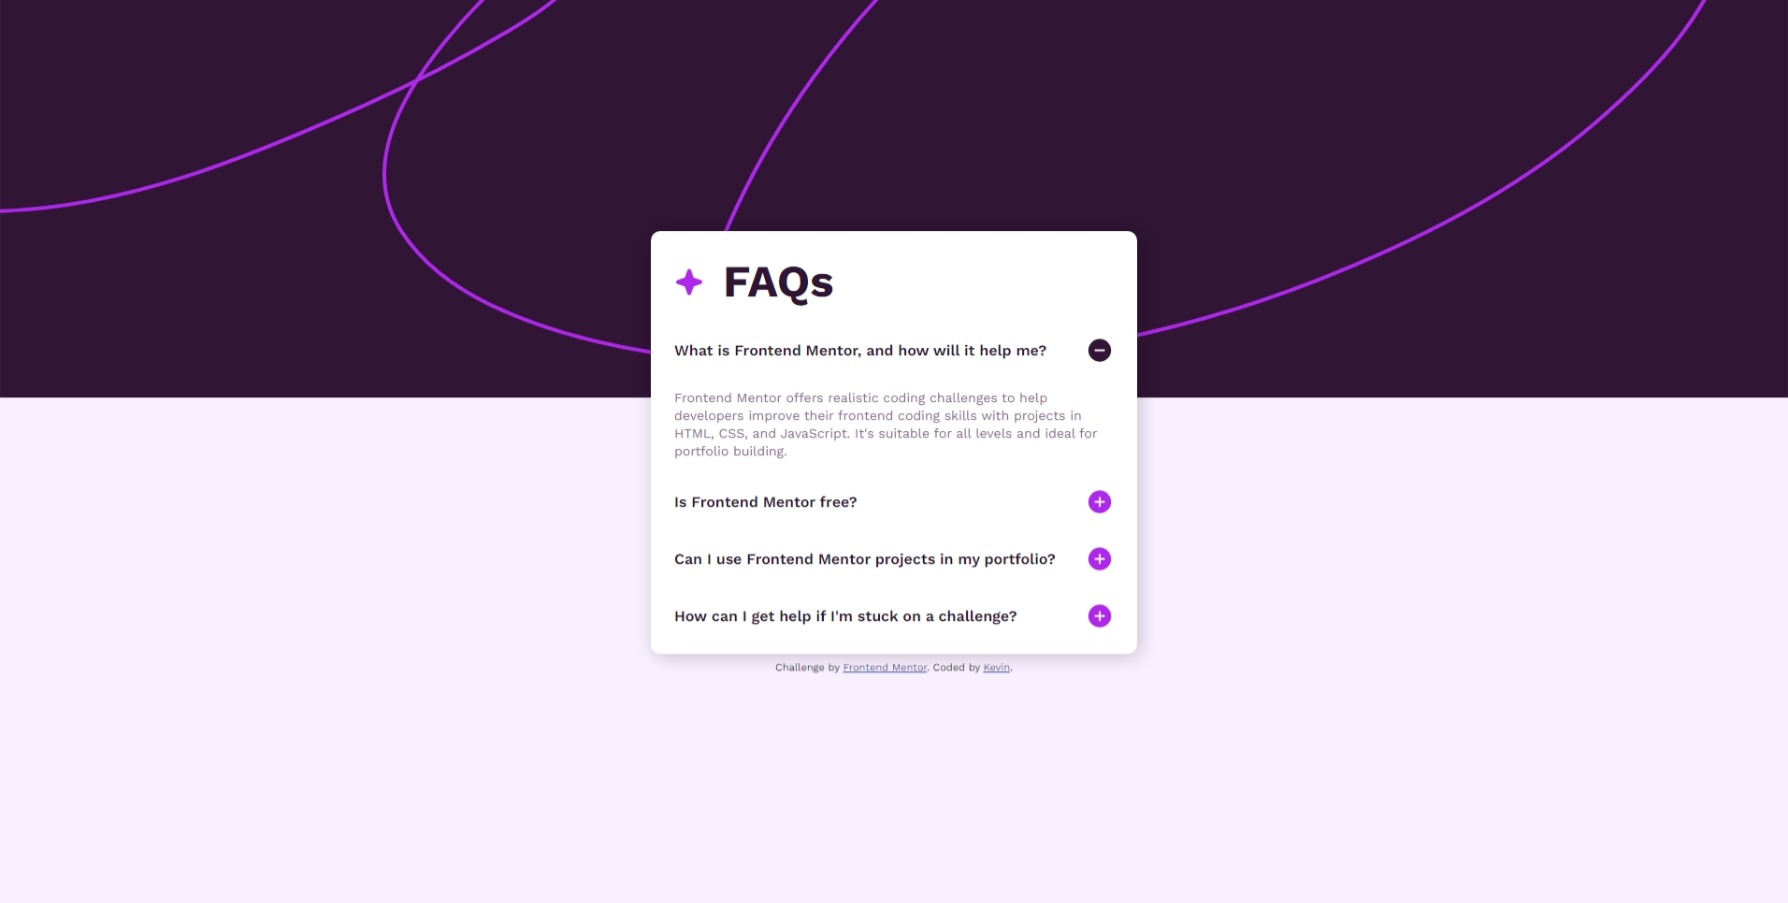 FAQs
What is Frontend Mentor, and how will it help me?
Frontend Mentor offers realistic coding challenges to help
developers improve their frontend coding skills with projects in
HTML, CSS, and JavaScript. It's suitable for all levels and ideal for
portfolio building.
Is Frontend Mentor free?
Can I use Frontend Mentor projects in my portfolio?
How can I get help if I'm stuck on a challenge?
Challenge by Frontend Mentor. Coded by Kevin.